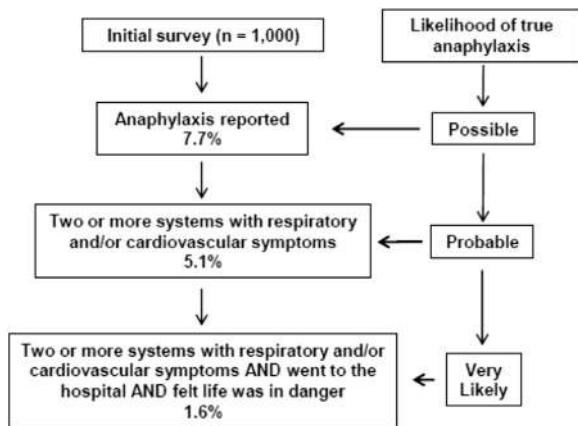 Initial survey (n = 1,000)
Likelihood of true
anaphylaxis
Anaphylaxis reported
7.7%
Possible
Two or more systems with respiratory
and/or cardiovascular symptoms
5.1%
Probable
Two or more systems with respiratory and/or
cardiovascular symptoms AND went to the
hospital AND felt life was in danger
1.6%
Very
Likely